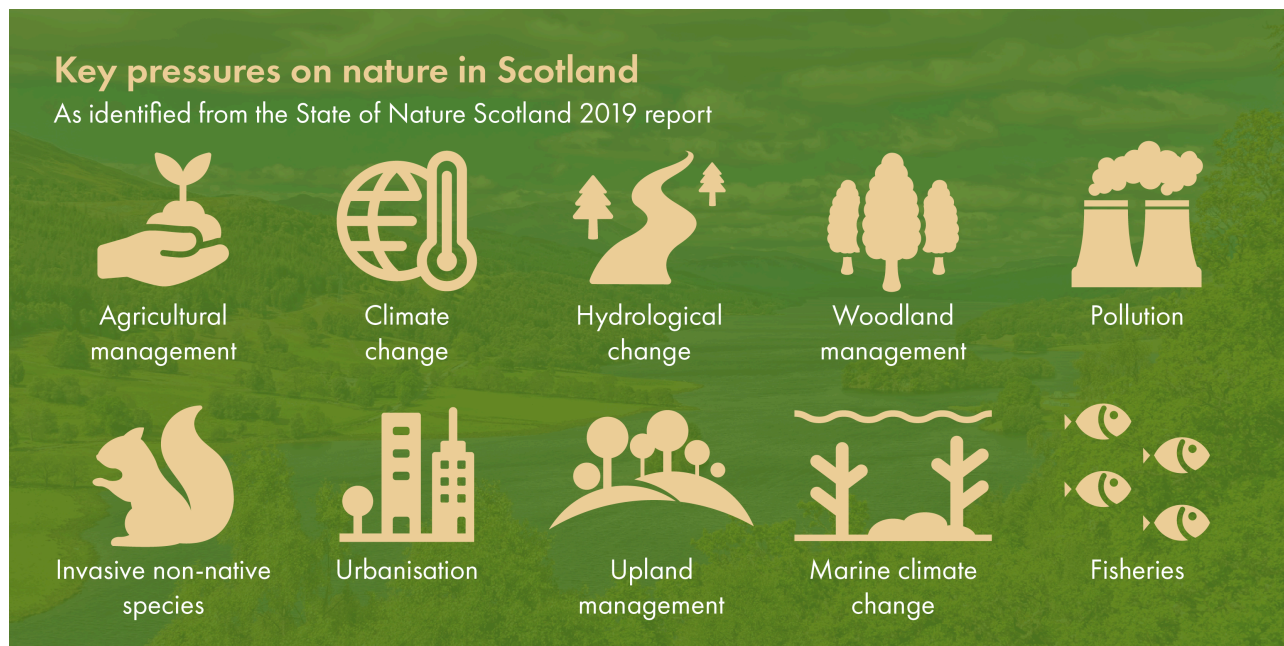 Key pressures on nature in Scotland
As identified from the State of Nature Scotland 2019 report
Agricultural
management
Climate
change
Hydrological
change
Woodland
management
Pollution
Invasive non-native
species
Urbanisation
Upland
management
Marine climate
change
Fisheries